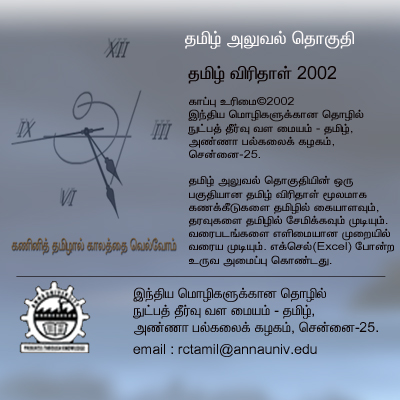 தமிழ் அலுவல் தொகுதி
தமிழ் விரிதாள் 2002
XII
IX
III
VI
கணினித் தமிழால் காலத்தை வெல்வோம்
காப்பு உரிமை©2002
இந்திய மொழிகளுக்கான தொழில்
நுட்பத் தீர்வு வள மையம் - தமிழ்,
அண்ணா பல்கலைக் கழகம்,
சென்னை-25.
தமிழ் அலுவல் தொகுதியின் ஒரு
பகுதியான தமிழ் விரிதாள் மூலமாக
கணக்கீடுகளை தமிழில் கையாளவும்,
தரவுகளை தமிழில் சேமிக்கவும் முடியும்.
வரைபடங்களை எளிமையான முறையில்
வரைய முடியும். எக்செல்(Excel) போன்ற
உருவ அமைப்பு கொண்டது.
இந்திய மொழிகளுக்கான தொழில்
நுட்பத் தீர்வு வள மையம் - தமிழ்,
அண்ணா பல்கலைக் கழகம், சென்னை-25.
email : rctamil@annauniv.edu
PROGRESS THROUGH KNOWLEDGE